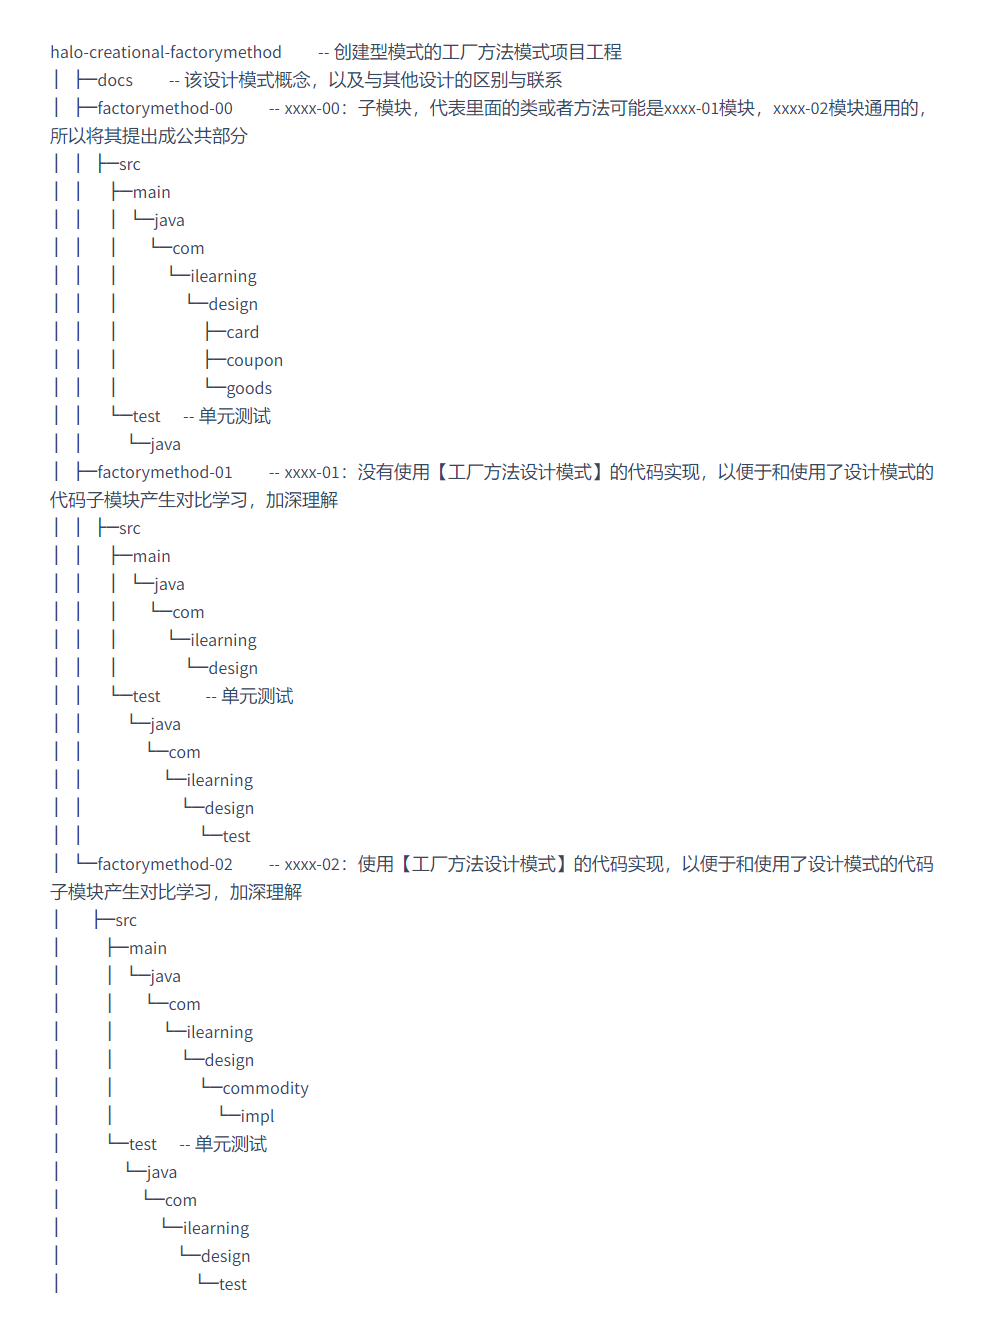 halo-creational-factorymethod -- 创建型模式的工厂方法模式项目工程
│ ├─docs -- 该设计模式概念，以及与其他设计的区别与联系
│ ├─factorymethod-00 -- xxxx-00：子模块，代表里面的类或者方法可能是xxxx-01模块，xxxx-02模块通用的，
所以将其提出成公共部分
│ │ ├─src
│ │   ├─main
│ │   │ └─java
│ │   │   └─com
│ │   │     └─ilearning
│ │   │       └─design
│ │   │         ├─card
│ │   │         ├─coupon
│ │   │         └─goods
│ │   └─test -- 单元测试
│ │     └─java
│ ├─factorymethod-01 -- xxxx-01：没有使用【工厂方法设计模式】的代码实现，以便于和使用了设计模式的
代码子模块产生对比学习，加深理解
│ │ ├─src
│ │   ├─main
│ │   │ └─java
│ │   │   └─com
│ │   │     └─ilearning
│ │   │       └─design
│ │   └─test -- 单元测试
│ │     └─java
│ │       └─com
│ │         └─ilearning
│ │           └─design
│ │             └─test
│ └─factorymethod-02 -- xxxx-02：使用【工厂方法设计模式】的代码实现，以便于和使用了设计模式的代码
子模块产生对比学习，加深理解
│   ├─src
│     ├─main
│     │ └─java
│     │   └─com
│     │     └─ilearning
│     │       └─design
│     │         └─commodity
│     │           └─impl
│     └─test -- 单元测试
│       └─java
│         └─com
│           └─ilearning
│             └─design
│               └─test